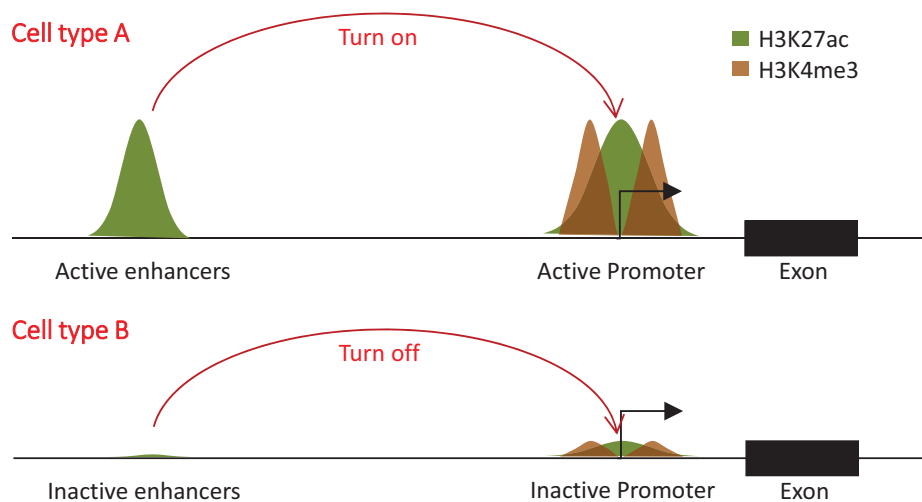 Cell type A
Turn on
H3K27ac
H3K4me3
Active enhancers
Active Promoter
Exon
Cell type B
Turn off
Inactive enhancers
Inactive Promoter
Exon